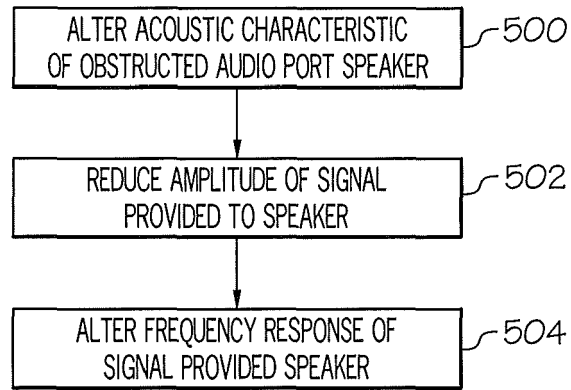 ALTER ACOUSTIC CHARACTERISTIC
OF OBSTRUCTED AUDIO PORT SPEAKER
500
REDUCE AMPLITUDE OF SIGNAL
PROVIDED TO SPEAKER
502
ALTER FREQUENCY RESPONSE OF
SIGNAL PROVIDED SPEAKER
504